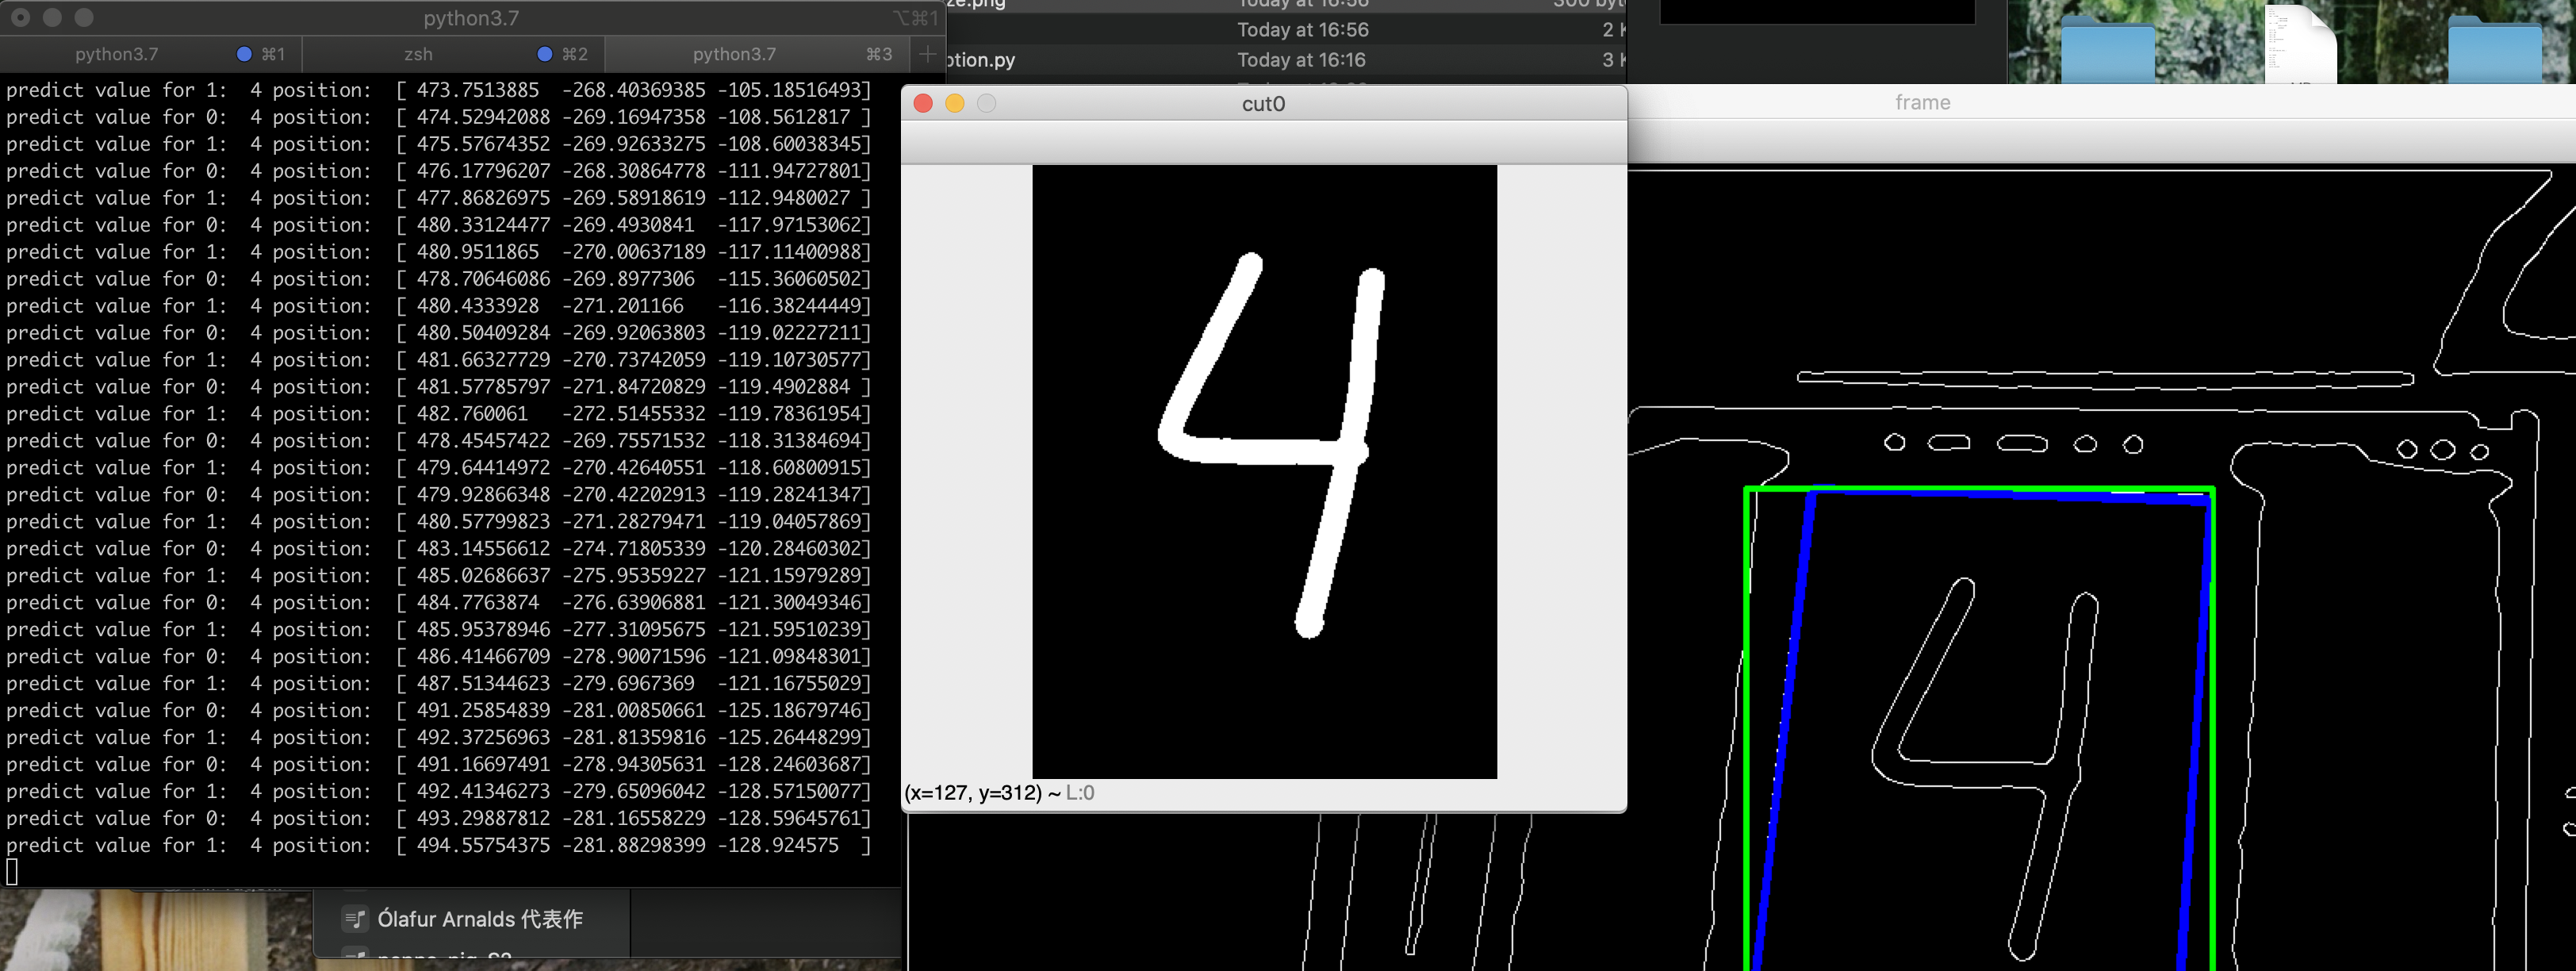 python3.7
⌥⌘1
python3.7 ⌘1 zsh ⌘2 python3.7 ⌘3 +
predict value for 1:  4 position:  [ 473.7513885  -268.40369385 -105.18516493]
predict value for 0:  4 position:  [ 474.52942088 -269.16947358 -108.5612817 ]
predict value for 1:  4 position:  [ 475.57674352 -269.92633275 -108.60038345]
predict value for 0:  4 position:  [ 476.17796207 -268.30864778 -111.94727801]
predict value for 1:  4 position:  [ 477.86826975 -269.58918619 -112.9480027 ]
predict value for 0:  4 position:  [ 480.33124477 -269.4930841  -117.97153062]
predict value for 1:  4 position:  [ 480.9511865  -270.00637189 -117.11400988]
predict value for 0:  4 position:  [ 478.70646086 -269.8977306  -115.36060502]
predict value for 1:  4 position:  [ 480.4333928  -271.201166   -116.38244449]
predict value for 0:  4 position:  [ 480.50409284 -269.92063803 -119.02227211]
predict value for 1:  4 position:  [ 481.66327729 -270.73742059 -119.10730577]
predict value for 0:  4 position:  [ 481.57785797 -271.84720829 -119.4902884 ]
predict value for 1:  4 position:  [ 482.760061   -272.51455332 -119.78361954]
predict value for 0:  4 position:  [ 478.45457422 -269.75571532 -118.31384694]
predict value for 1:  4 position:  [ 479.64414972 -270.42640551 -118.60800915]
predict value for 0:  4 position:  [ 479.92866348 -270.42202913 -119.28241347]
predict value for 1:  4 position:  [ 480.57799823 -271.28279471 -119.04057869]
predict value for 0:  4 position:  [ 483.14556612 -274.71805339 -120.28460302]
predict value for 1:  4 position:  [ 485.02686637 -275.95359227 -121.15979289]
predict value for 0:  4 position:  [ 484.7763874  -276.63906881 -121.30049346]
predict value for 1:  4 position:  [ 485.95378946 -277.31095675 -121.59510239]
predict value for 0:  4 position:  [ 486.41466709 -278.90071596 -121.09848301]
predict value for 1:  4 position:  [ 487.51344623 -279.6967369  -121.16755029]
predict value for 0:  4 position:  [ 491.25854839 -281.00850661 -125.18679746]
predict value for 1:  4 position:  [ 492.37256963 -281.81359816 -125.26448299]
predict value for 0:  4 position:  [ 491.16697491 -278.94305631 -128.24603687]
predict value for 1:  4 position:  [ 492.41346273 -279.65096042 -128.57150077]
predict value for 0:  4 position:  [ 493.29887812 -281.16558229 -128.59645761]
predict value for 1:  4 position:  [ 494.55754375 -281.88298399 -128.924575  ]
ze.png Today at 16:56 300 byt
Today at 16:56 2 K
otion.py Today at 16:16 3 K
cut0
4
(x=127, y=312) ~ L:0
frame
4
Ólafur Arnalds 代表作